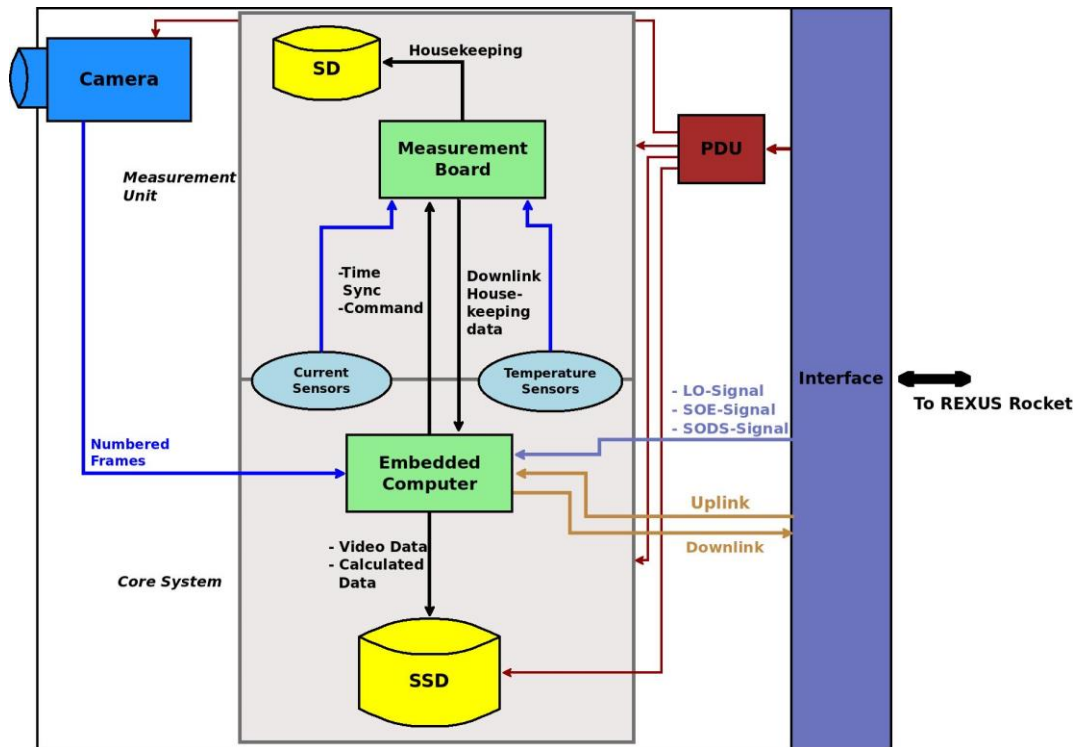 Camera
SD
Housekeeping
Measurement
Board
PDU
Measurement
Unit
-Time
Sync
-Command
Downlink
House-
keeping
data
Current
Sensors
Temperature
Sensors
Interface
To REXUS Rocket
- LO-Signal
- SOE-Signal
- SODS-Signal
Numbered
Frames
Embedded
Computer
Uplink
Downlink
- Video Data
- Calculated
Data
Core System
SSD